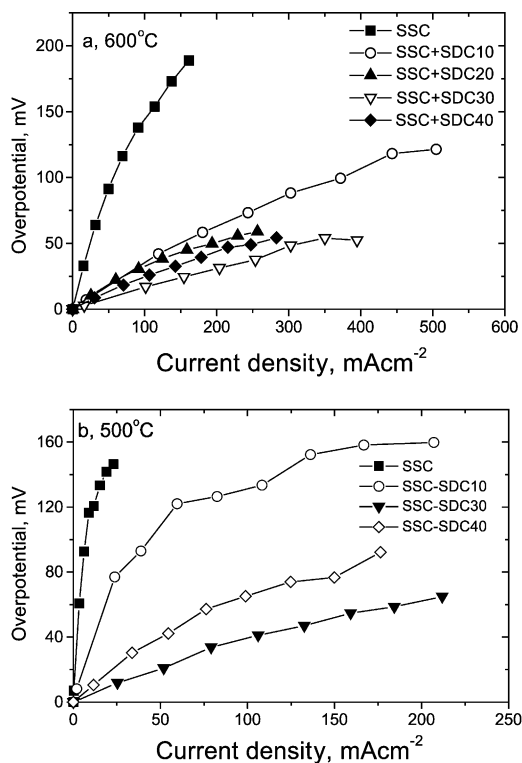 a, 600°C
SSC
SSC+SDC10
SSC+SDC20
SSC+SDC30
SSC+SDC40
200
150
100
50
0
Overpotential, mV
0 100 200 300 400 500 600
Current density, mAcm⁻²
b, 500°C
SSC
SSC-SDC10
SSC-SDC30
SSC-SDC40
160
120
80
40
0
Overpotential, mV
0 50 100 150 200 250
Current density, mAcm⁻²